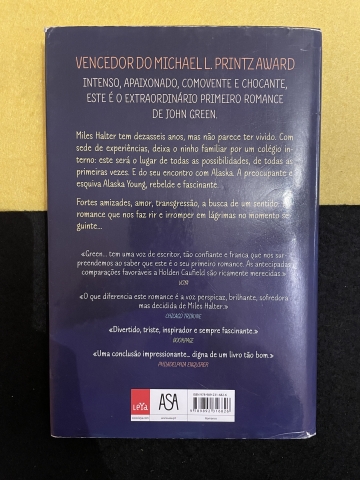 VENCEDOR DO MICHAEL L. PRINTZ AWARD
INTENSO, APAIXONADO, COMOVENTE E CHOCANTE,
ESTE É O EXTRAORDINÁRIO PRIMEIRO ROMANCE
DE JOHN GREEN.
Miles Halter tem dezasseis anos, mas não parece ter vivido. Com
sede de experiências, deixa o ninho familiar por um colégio in-
terno: este será o lugar de todas as possibilidades, de todas as
primeiras vezes. E do seu encontro com Alaska. A preocupante e
esquiva Alaska Young, rebelde e fascinante...
Fortes amizades, amor, transgressão, a busca de um sentido: um
romance que nos faz rir e irromper em lágrimas no momento se-
guinte...
«Green... tem uma voz de escritor, tão confiante e franca que nos sur-
preendemos ao saber que este é o seu primeiro romance. As antecipadas
comparações favoráveis a Holden Caufield são ricamente merecidas.»
VOYA
«O que diferencia este romance é a voz perspicaz, brilhante, sofredora
mas decidida de Miles Halter.»
CHICAGO TRIBUNE
«Divertido, triste, inspirador e sempre fascinante.»
BOOKPAGE
«Uma conclusão impressionante... digna de um livro tão bom.»
PHILADELPHIA ENQUIRER
LeYa
ASA